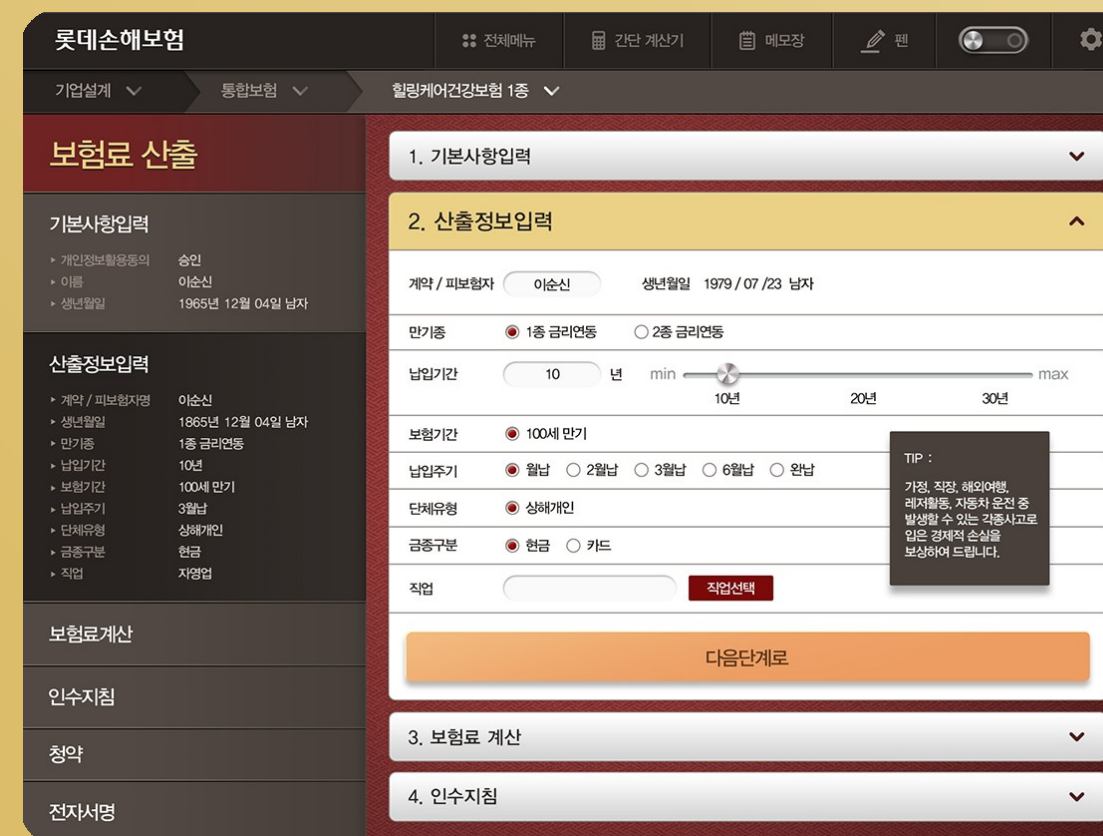 롯데손해보험
전체메뉴 간단 계산기 메모장 펜
기업설계 통합보험 힐링케어건강보험 1종
보험료 산출
기본사항입력
개인정보활용동의 승인
이름 이순신
생년월일 1965년 12월 04일 남자
산출정보입력
계약 / 피보험자명 이순신
생년월일 1865년 12월 04일 남자
만기종 1종 금리연동
납입기간 10년
보험기간 100세 만기
납입주기 3월납
단체유형 상해개인
금종구분 현금
직업 자영업
보험료계산
인수지침
청약
전자서명
1. 기본사항입력
2. 산출정보입력
계약 / 피보험자 이순신 생년월일 1979 / 07 /23 남자
만기종 1종 금리연동 2종 금리연동
납입기간 10 년 min max
10년 20년 30년
보험기간 100세 만기
납입주기 월납 2월납 3월납 6월납 완납
단체유형 상해개인
금종구분 현금 카드
직업 직업선택
TIP :
가정, 직장, 해외여행,
레저활동, 자동차 운전 중
발생할 수 있는 각종사고로
입은 경제적 손실을
보상하여 드립니다.
다음단계로
3. 보험료 계산
4. 인수지침